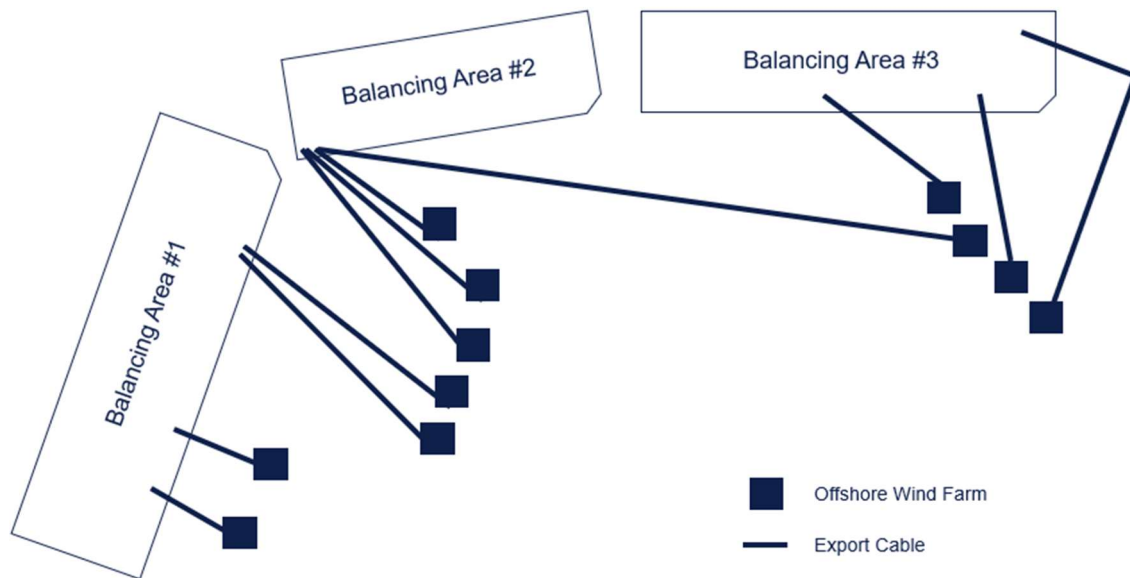 Balancing Area #1
Balancing Area #2
Balancing Area #3
Offshore Wind Farm
Export Cable